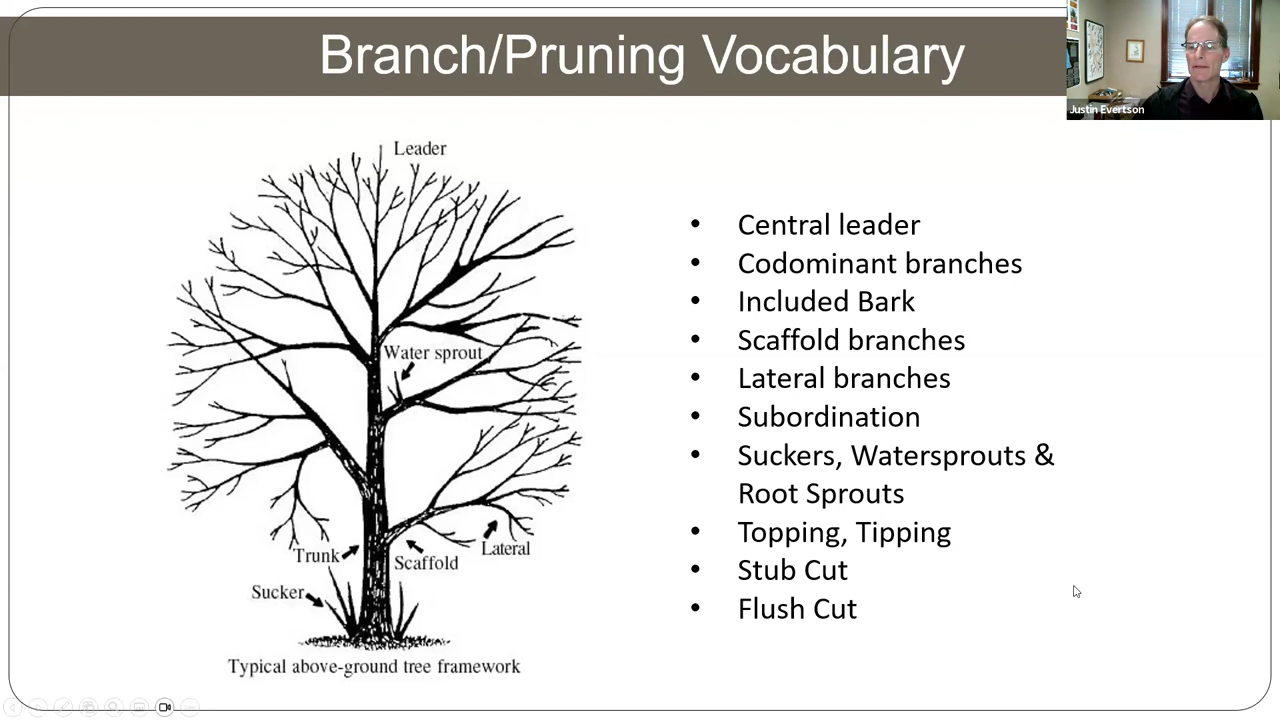 Branch/Pruning Vocabulary
Justin Evertson
Leader
Water sprout
Trunk
Scaffold
Lateral
Sucker
Typical above-ground tree framework
• Central leader
• Codominant branches
• Included Bark
• Scaffold branches
• Lateral branches
• Subordination
• Suckers, Watersprouts &
Root Sprouts
• Topping, Tipping
• Stub Cut
• Flush Cut